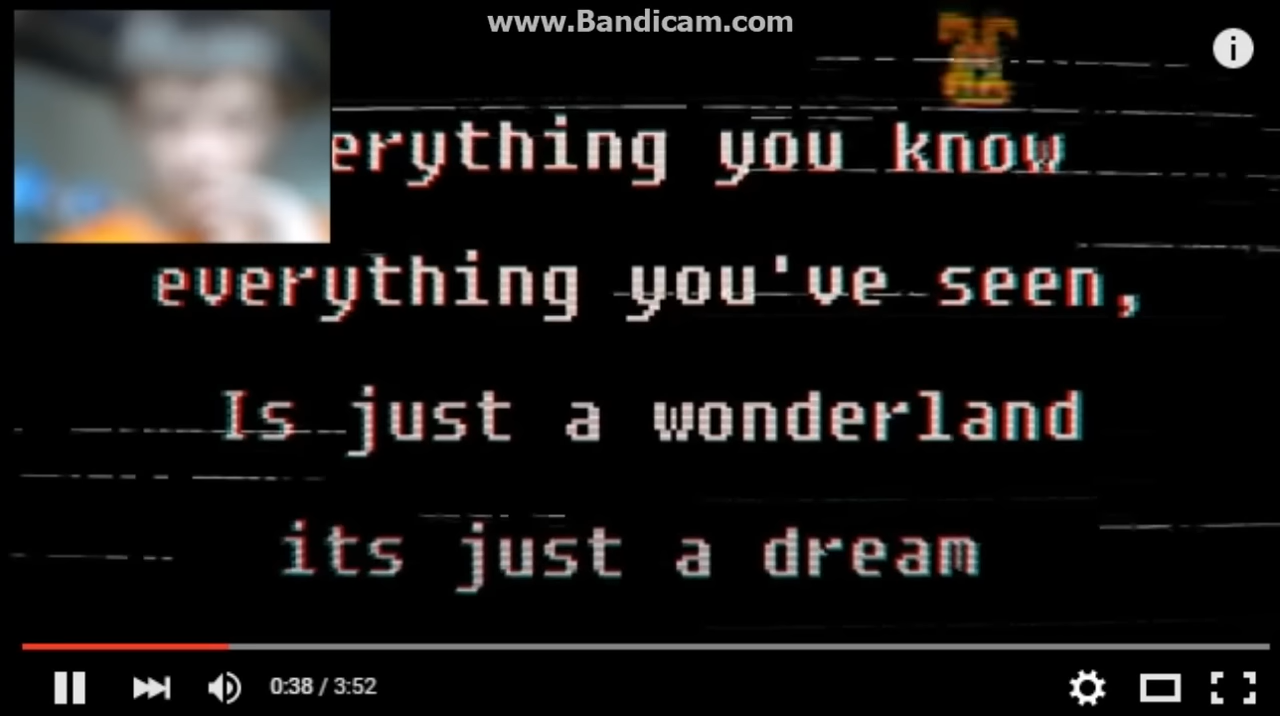 www.Bandicam.com
i
erything you know
everything you've seen,
Is just a wonderland
its just a dream
0:38 / 3:52